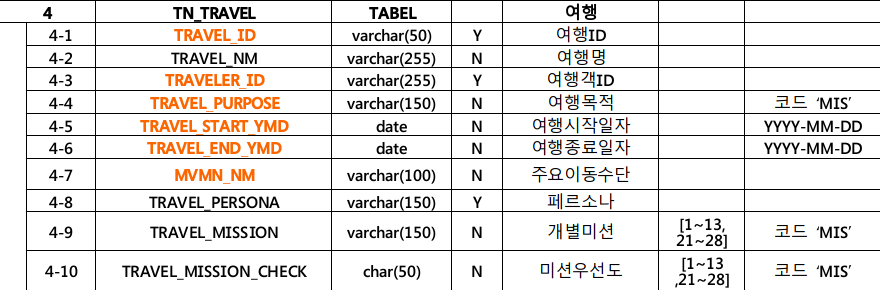 4 TN_TRAVEL TABEL 여행
4-1 TRAVEL_ID varchar(50) Y 여행ID
4-2 TRAVEL_NM varchar(255) N 여행명
4-3 TRAVELER_ID varchar(255) Y 여행객ID
4-4 TRAVEL_PURPOSE varchar(150) N 여행목적 코드 ‘MIS’
4-5 TRAVEL_START_YMD date N 여행시작일자 YYYY-MM-DD
4-6 TRAVEL_END_YMD date N 여행종료일자 YYYY-MM-DD
4-7 MVMN_NM varchar(100) N 주요이동수단
4-8 TRAVEL_PERSONA varchar(150) Y 페르소나
4-9 TRAVEL_MISSION varchar(150) N 개별미션 [1~13, 코드 ‘MIS’
21~28]
4-10 TRAVEL_MISSION_CHECK char(50) N 미션우선도 [1~13 코드 ‘MIS’
,21~28]